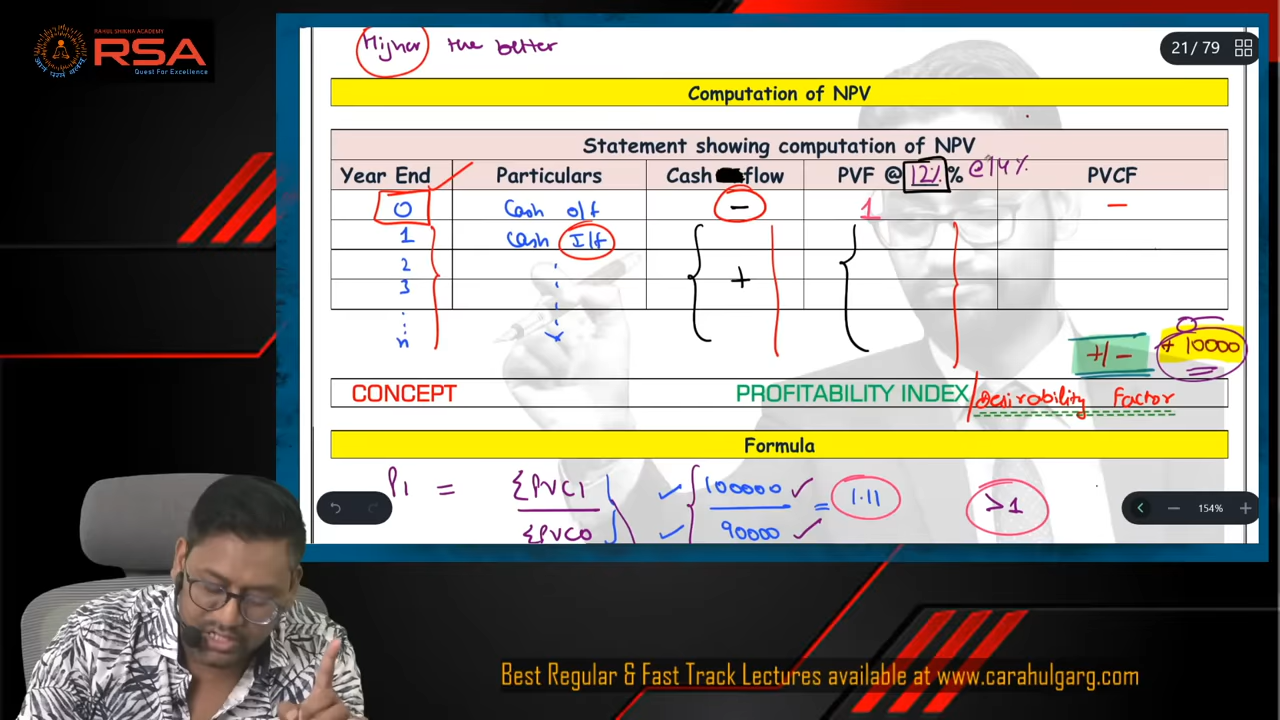 RAHUL SHIKHA ACADEMY
RSA
Quest For Excellence
Higher the better
21 / 79
Computation of NPV
Statement showing computation of NPV
Year End Particulars Cash flow PVF @ 12% % @14% PVCF
0 Cash o/f - 1 -
1 Cash I/f
2 +
3
n
+/- + 10000
CONCEPT PROFITABILITY INDEX/Desirability Factor
Formula
PI = ΣPVCI 100000 = 1.11 >1
ΣPVCO 90000
154%
Best Regular & Fast Track Lectures available at www.carahulgarg.com